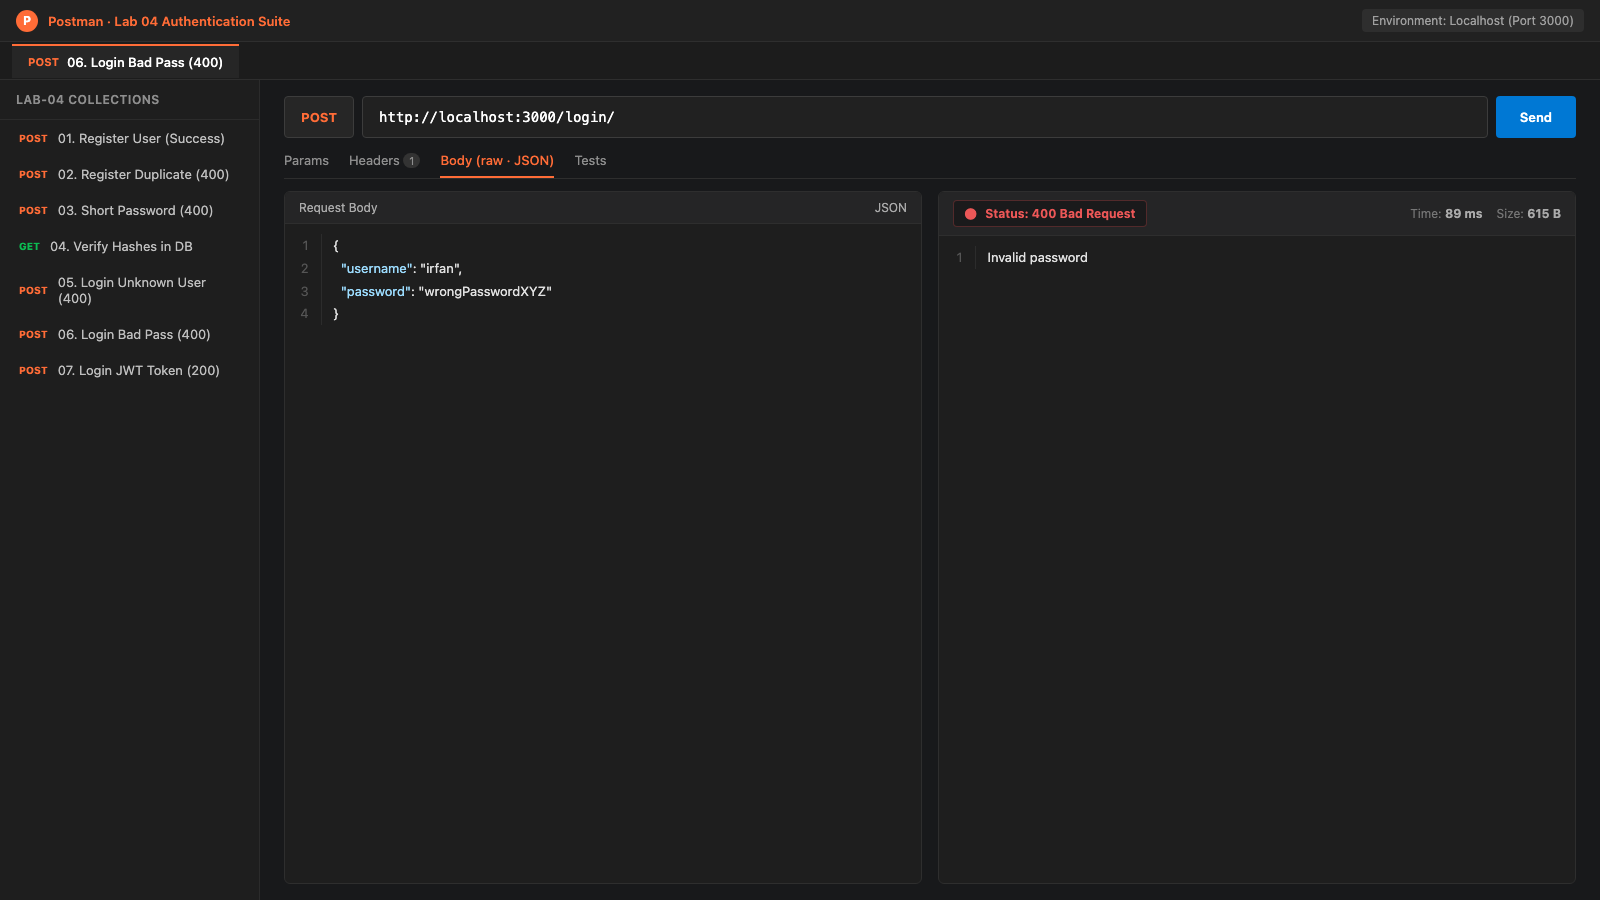 P Postman · Lab 04 Authentication Suite
Environment: Localhost (Port 3000)
POST 06. Login Bad Pass (400)
LAB-04 COLLECTIONS
POST 01. Register User (Success)
POST 02. Register Duplicate (400)
POST 03. Short Password (400)
GET 04. Verify Hashes in DB
POST 05. Login Unknown User
(400)
POST 06. Login Bad Pass (400)
POST 07. Login JWT Token (200)
POST http://localhost:3000/login/ Send
Params Headers 1 Body (raw · JSON) Tests
Request Body JSON
1 {
2 "username": "irfan",
3 "password": "wrongPasswordXYZ"
4 }
Status: 400 Bad Request Time: 89 ms Size: 615 B
1 Invalid password